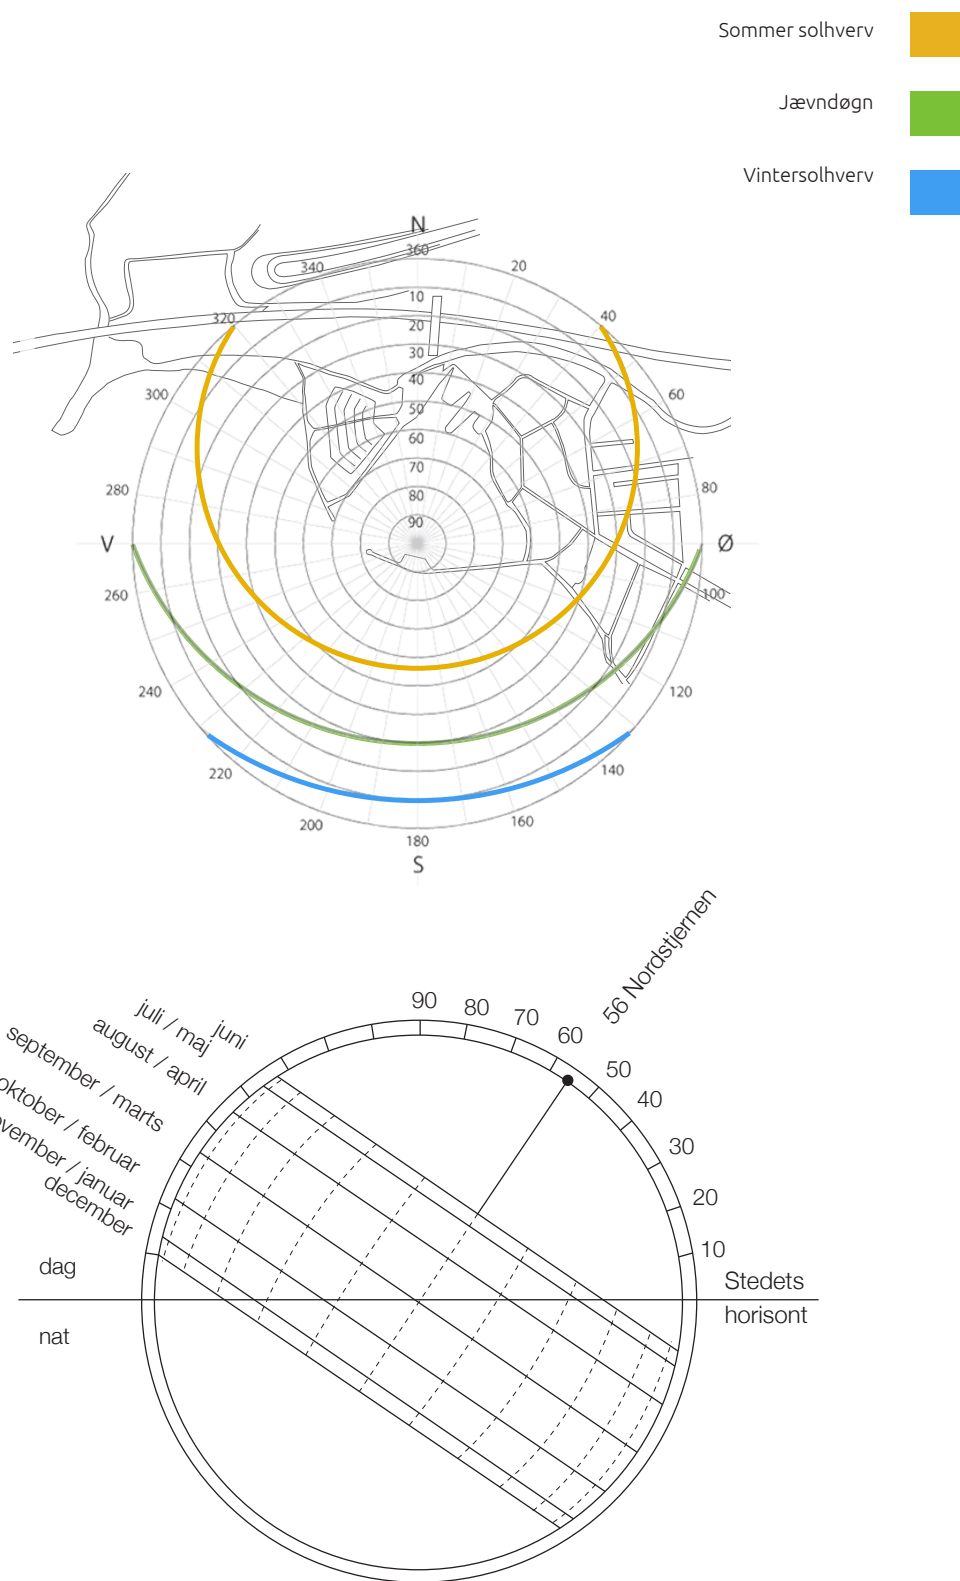 Sommer solhverv
Jævndøgn
Vintersolhverv
N
360
340
20
10
320
40
20
30
40
300
60
50
60
70
280
80
80
90
V
Ø
260
100
240
120
220
140
200
160
180
S
56 Nordstjernen
juni
juli / maj
august / april
september / marts
oktober / februar
november / januar
december
90
80
70
60
50
40
30
20
10
dag
Stedets
horisont
nat